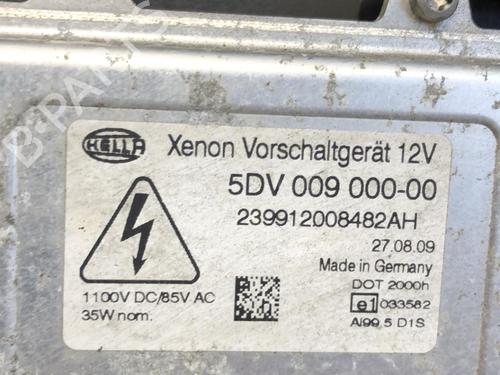 HELLA
Xenon Vorschaltgerät 12V
5DV 009 000-00
239912008482AH
27.08.09
Made in Germany
DOT 2000h
e1 033582
Al99,5 D1S
1100V DC/85V AC
35W nom.
B-PARTS